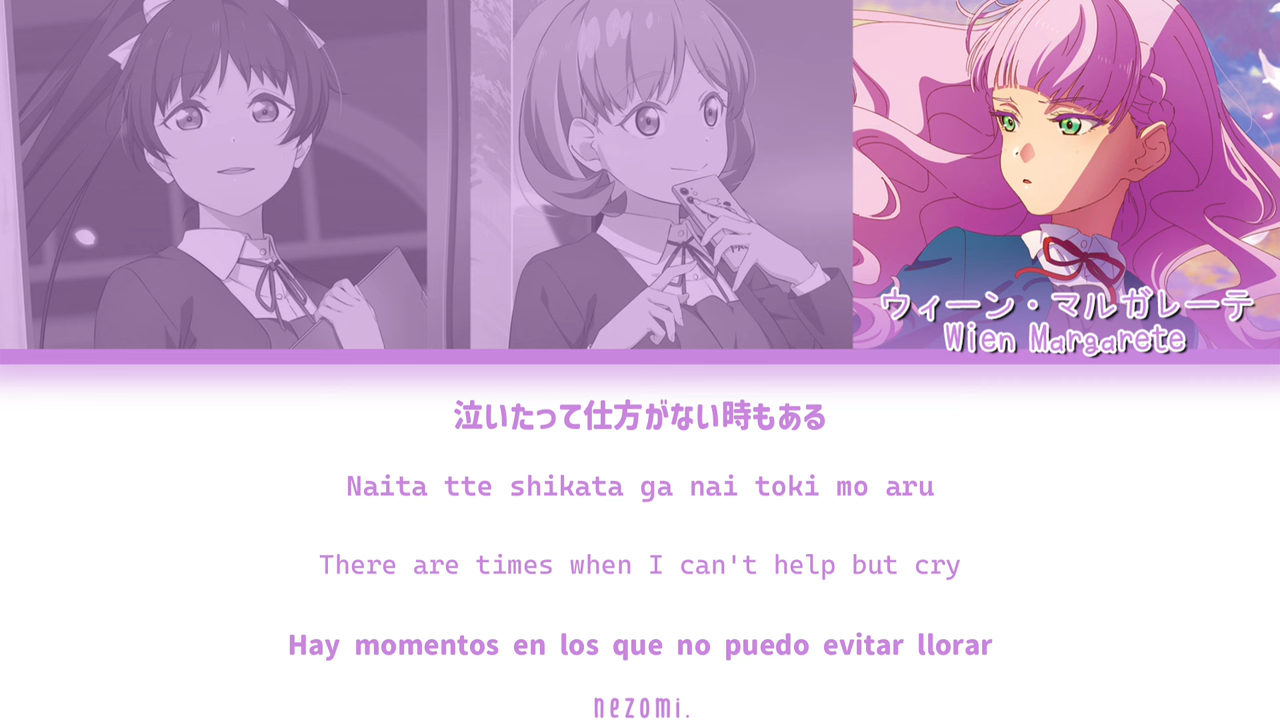 ウィーン・マルガレーテ
Wien Margarete
泣いたって仕方がない時もある
Naita tte shikata ga nai toki mo aru
There are times when I can't help but cry
Hay momentos en los que no puedo evitar llorar
nezomi.